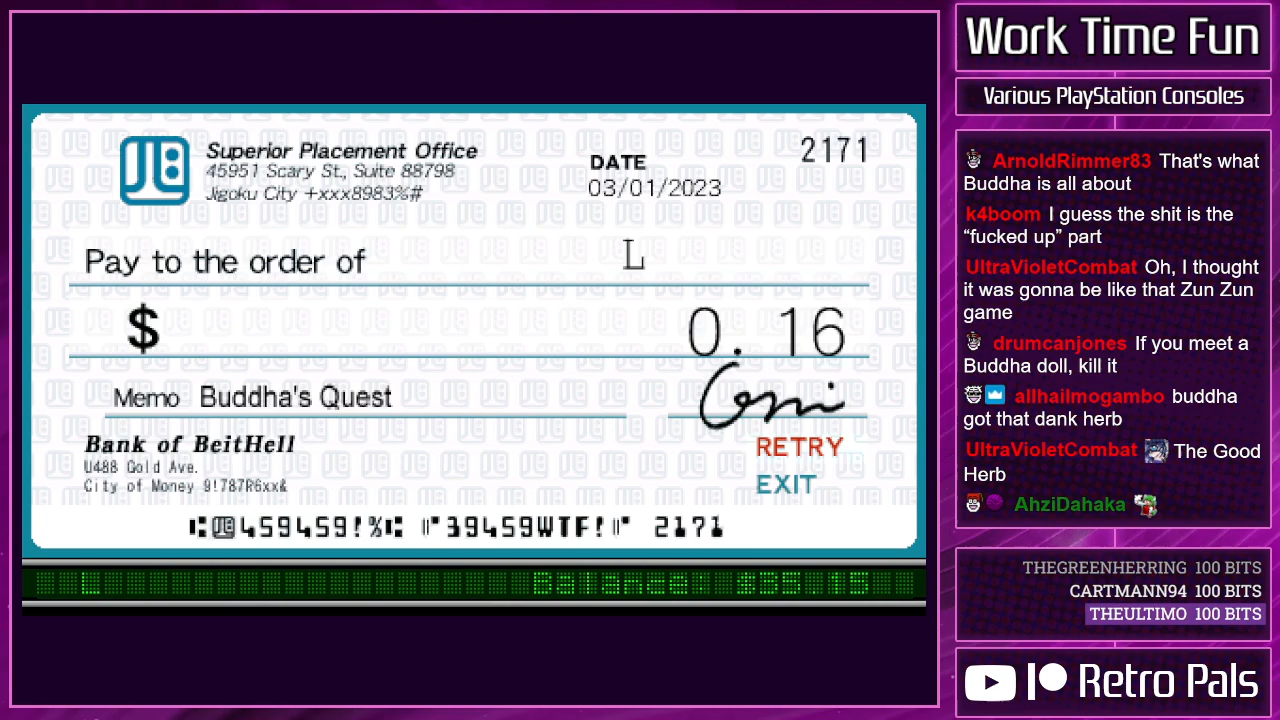 Superior Placement Office
45951 Scary St., Suite 88798
Jigoku City +xxx8983%#
DATE
03/01/2023
2171
Pay to the order of L
$ 0. 16
Memo Buddha's Quest
Bank of BeitHell
U488 Gold Ave.
City of Money 9!787R6xx&
RETRY
EXIT
459459!% "39459WTF!" 2171
L Balance: $35.15
Work Time Fun
Various PlayStation Consoles
ArnoldRimmer83 That's what
Buddha is all about
k4boom I guess the shit is the
“fucked up” part
UltraVioletCombat Oh, I thought
it was gonna be like that Zun Zun
game
drumcanjones If you meet a
Buddha doll, kill it
allhailmogambo buddha
got that dank herb
UltraVioletCombat The Good
Herb
AhziDahaka
THEGREENHERRING 100 BITS
CARTMANN94 100 BITS
THEULTIMO 100 BITS
Retro Pals